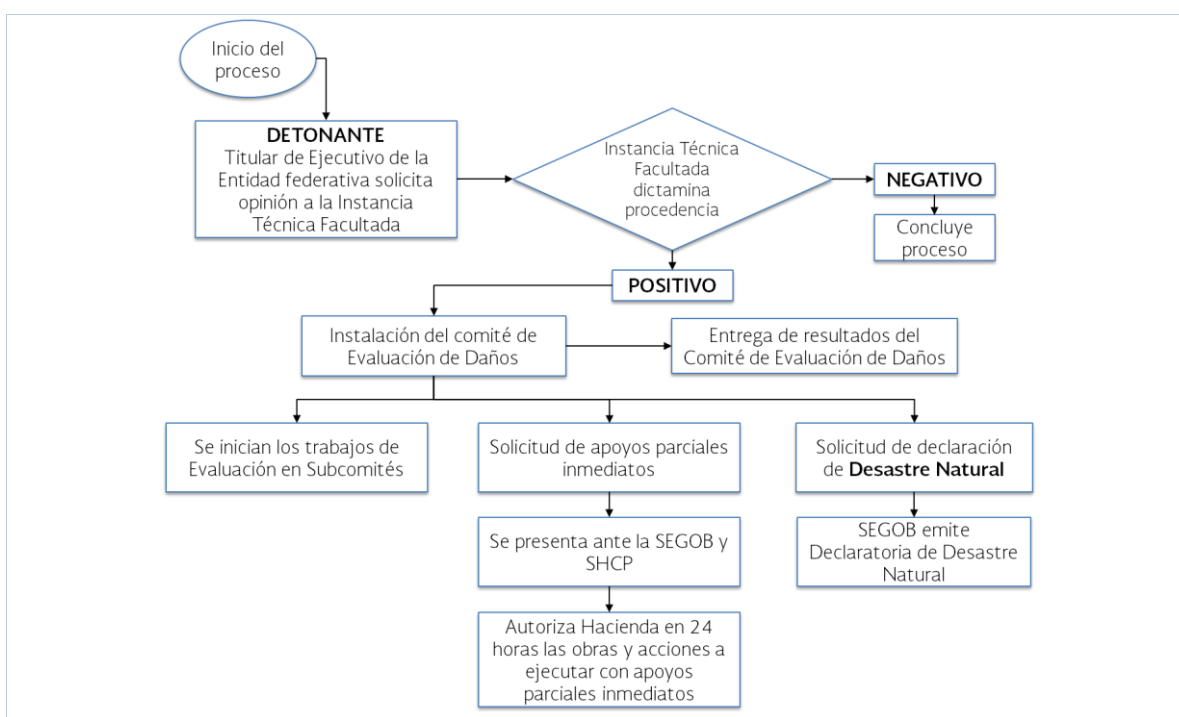 Inicio del
proceso
DETONANTE
Titular de Ejecutivo de la
Entidad federativa solicita
opinión a la Instancia
Técnica Facultada
Instancia Técnica
Facultada
dictamina
procedencia
NEGATIVO
Concluye
proceso
POSITIVO
Instalación del comité de
Evaluación de Daños
Entrega de resultados del
Comité de Evaluación de Daños
Se inician los trabajos de
Evaluación en Subcomités
Solicitud de apoyos parciales
inmediatos
Solicitud de declaración
de Desastre Natural
Se presenta ante la SEGOB y
SHCP
SEGOB emite
Declaratoria de Desastre
Natural
Autoriza Hacienda en 24
horas las obras y acciones a
ejecutar con apoyos
parciales inmediatos